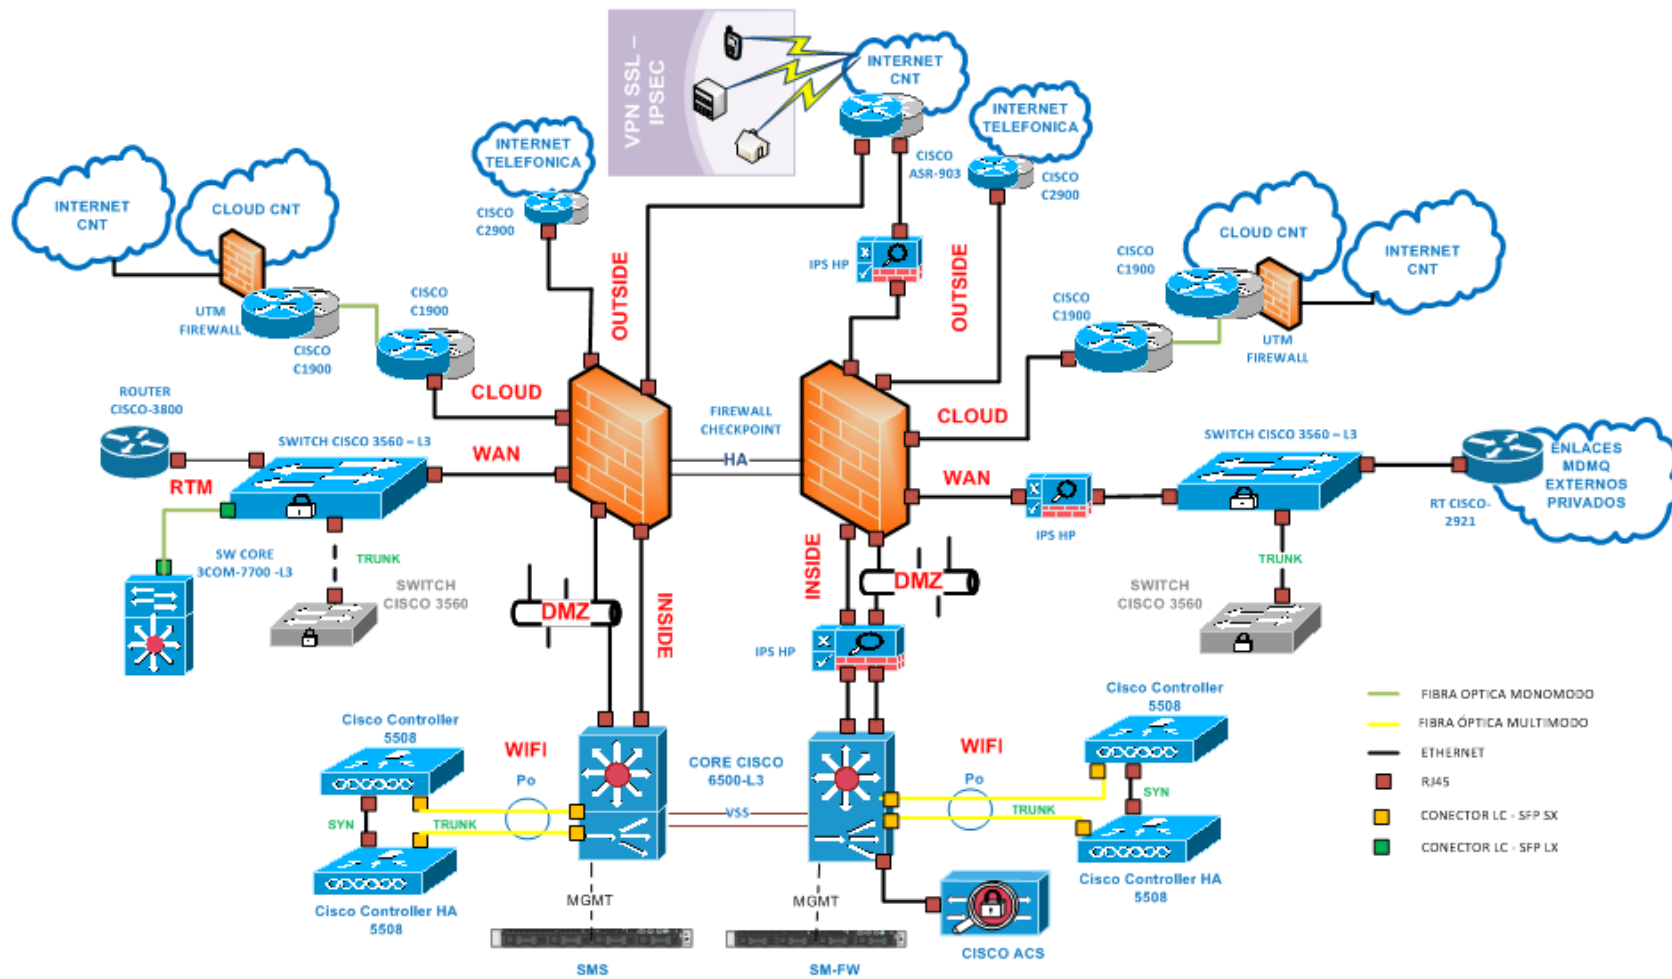 VPN SSL –
IPSEC
INTERNET
CNT
INTERNET
TELEFONICA
INTERNET
TELEFONICA
CISCO
ASR-903
CISCO
C2900
CISCO
C2900
INTERNET
CNT
CLOUD CNT
CLOUD CNT
INTERNET
CNT
IPS HP
CISCO
C1900
UTM
FIREWALL
CISCO
C1900
CISCO
C1900
CISCO
C1900
UTM
FIREWALL
OUTSIDE
OUTSIDE
ROUTER
CISCO-3800
CLOUD
FIREWALL
CHECKPOINT
CLOUD
SWITCH CISCO 3560 – L3
WAN
HA
WAN
SWITCH CISCO 3560 – L3
ENLACES
MDMQ
EXTERNOS
PRIVADOS
RTM
RT CISCO-
2921
IPS HP
SW CORE
3COM-7700 -L3
TRUNK
SWITCH
CISCO 3560
TRUNK
SWITCH
CISCO 3560
DMZ
INSIDE
INSIDE
DMZ
IPS HP
Cisco Controller
5508
WIFI
Po
CORE CISCO
6500-L3
VSS
WIFI
Po
Cisco Controller
5508
SYN
TRUNK
TRUNK
SYN
Cisco Controller HA
5508
Cisco Controller HA
5508
MGMT
MGMT
SMS
SM-FW
CISCO ACS
FIBRA OPTICA MONOMODO
FIBRA ÓPTICA MULTIMODO
ETHERNET
RJ45
CONECTOR LC - SFP SX
CONECTOR LC - SFP LX